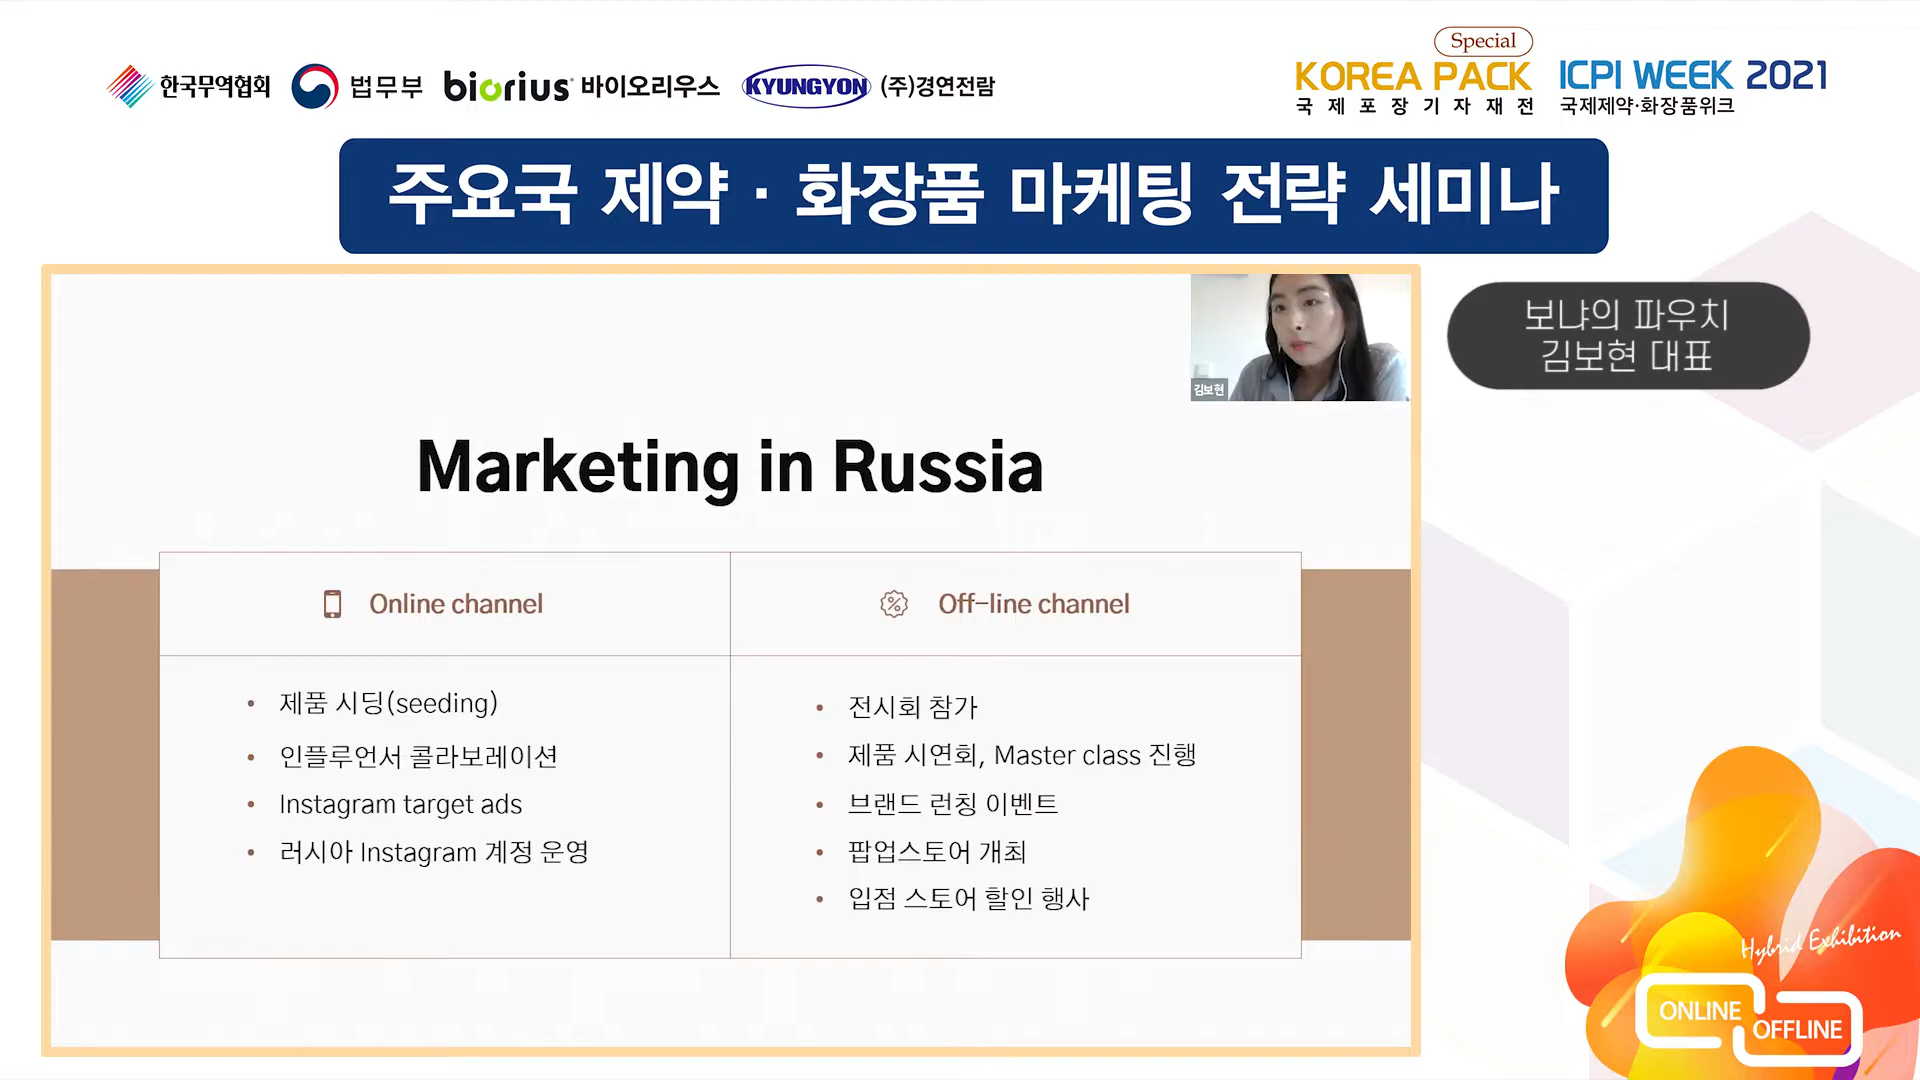 한국무역협회 법무부 biorius 바이오리우스 KYUNGYON (주)경연전람
Special
KOREA PACK
국제포장기자재전
ICPI WEEK 2021
국제제약·화장품위크
주요국 제약 · 화장품 마케팅 전략 세미나
보냐의 파우치
김보현 대표
김보현
Marketing in Russia
Online channel
• 제품 시딩(seeding)
• 인플루언서 콜라보레이션
• Instagram target ads
• 러시아 Instagram 계정 운영
Off-line channel
• 전시회 참가
• 제품 시연회, Master class 진행
• 브랜드 런칭 이벤트
• 팝업스토어 개최
• 입점 스토어 할인 행사
Hybrid Exhibition
ONLINE
OFFLINE